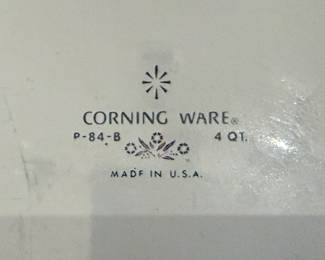 CORNING WARE®
P-84-B 4 QT.
MADE IN U.S.A.